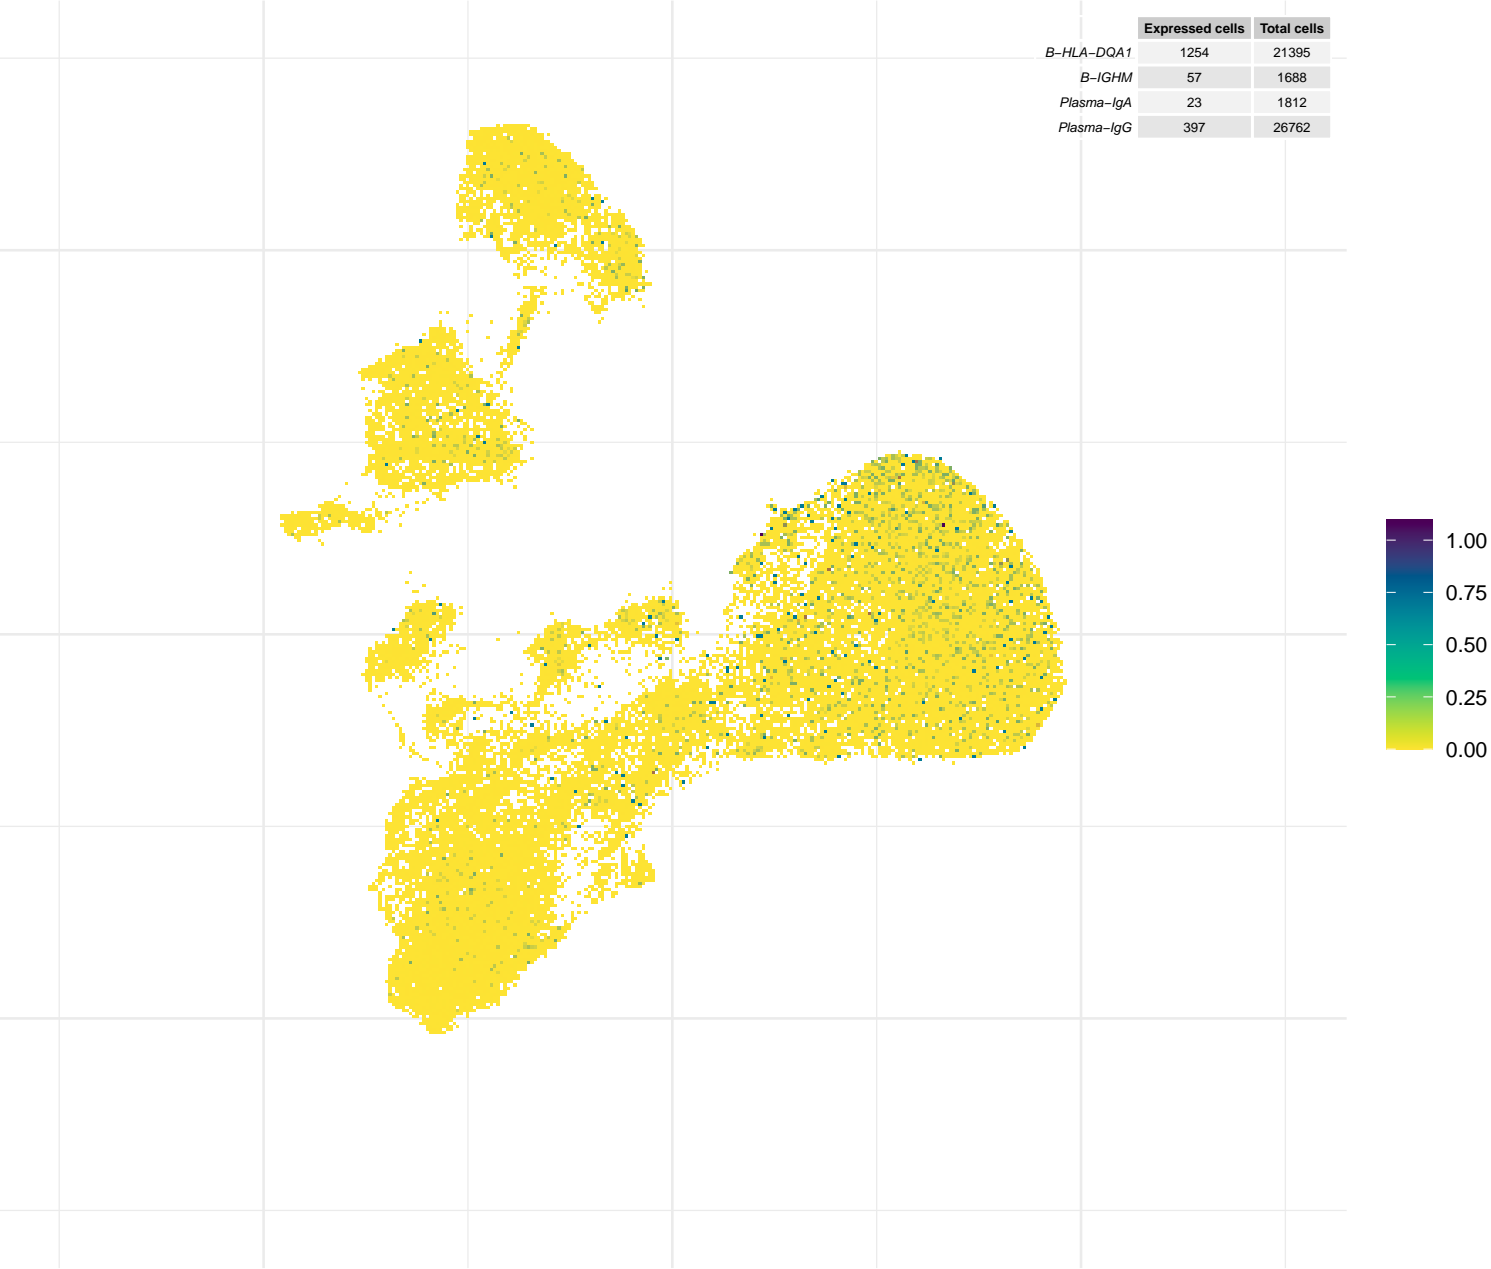 Expressed cells Total cells
B−HLA−DQA1 1254 21395
B−IGHM 57 1688
Plasma−IgA 23 1812
Plasma−IgG 397 26762
1.00
0.75
0.50
0.25
0.00